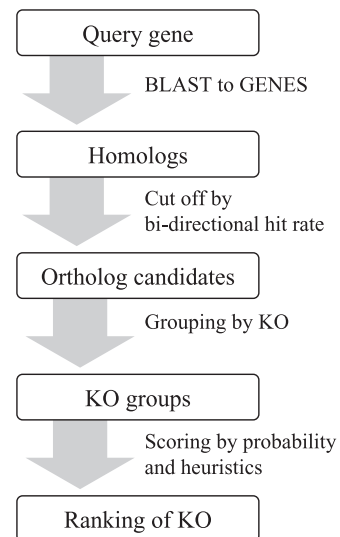 Query gene
BLAST to GENES
Homologs
Cut off by
bi-directional hit rate
Ortholog candidates
Grouping by KO
KO groups
Scoring by probability
and heuristics
Ranking of KO